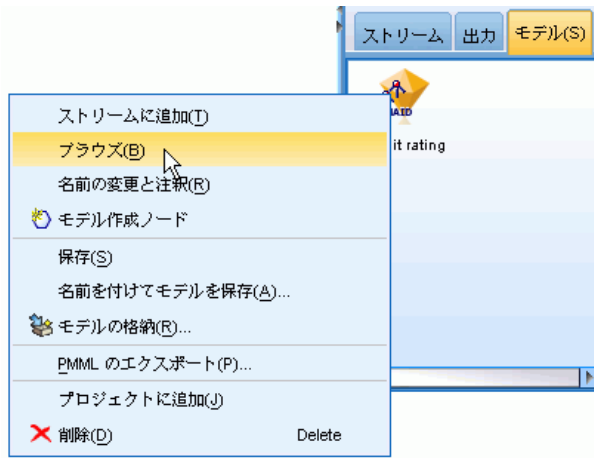 ストリーム 出力 モデル(S)
AID
it rating
ストリームに追加(T)
ブラウズ(B)
名前の変更と注釈(R)
モデル作成ノード
保存(S)
名前を付けてモデルを保存(A)...
モデルの格納(R)...
PMML のエクスポート(P)...
プロジェクトに追加(J)
削除(D) Delete